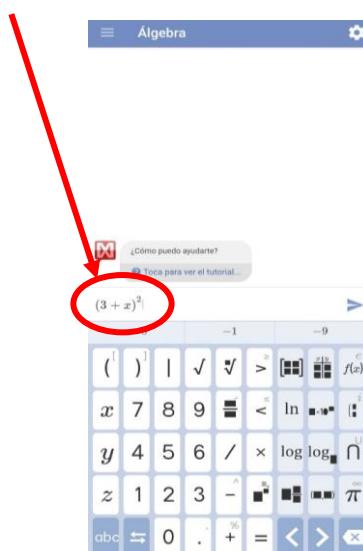 Álgebra
¿Cómo puedo ayudarte?
Toca para ver el tutorial...
(3 + x)²
−1 −9
( [ ) ] | √ > ≥ f(x)
x 7 8 9 < ≤ ln
y 4 5 6 / × log log ∩ ∪
z 1 2 3 − ^ π ∞
abc 0 . , + % = < >